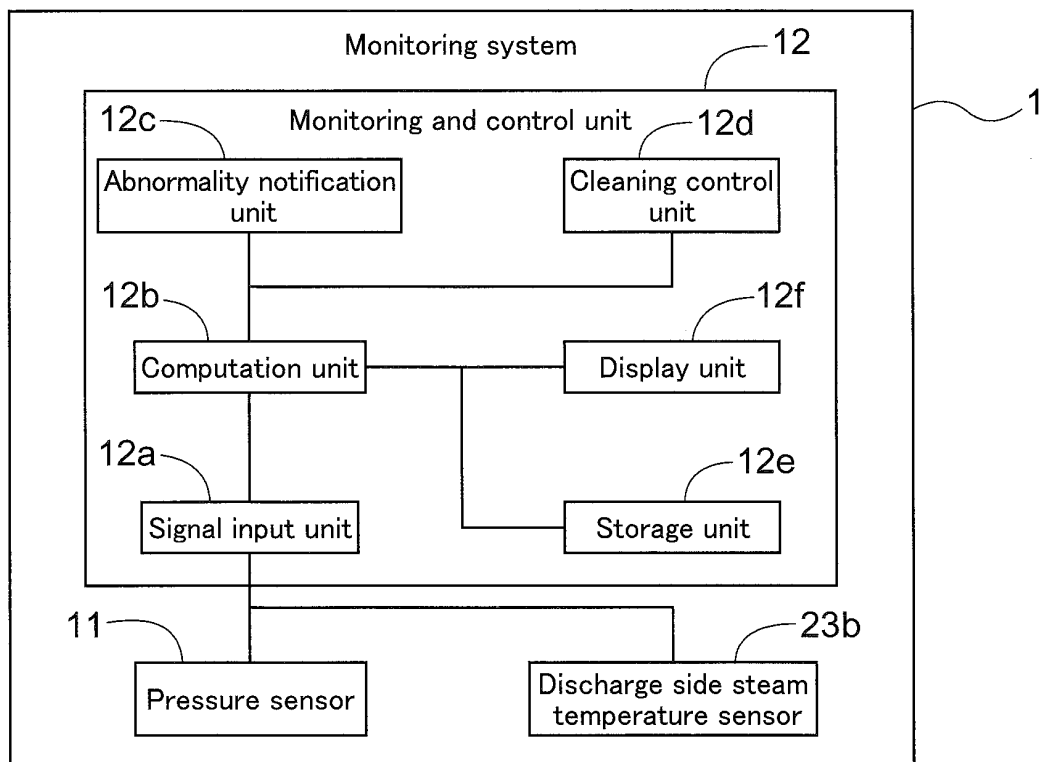 Monitoring system
12
1
Monitoring and control unit
12c
12d
Abnormality notification
unit
Cleaning control
unit
12b
12f
Computation unit
Display unit
12a
12e
Signal input unit
Storage unit
11
23b
Pressure sensor
Discharge side steam
temperature sensor